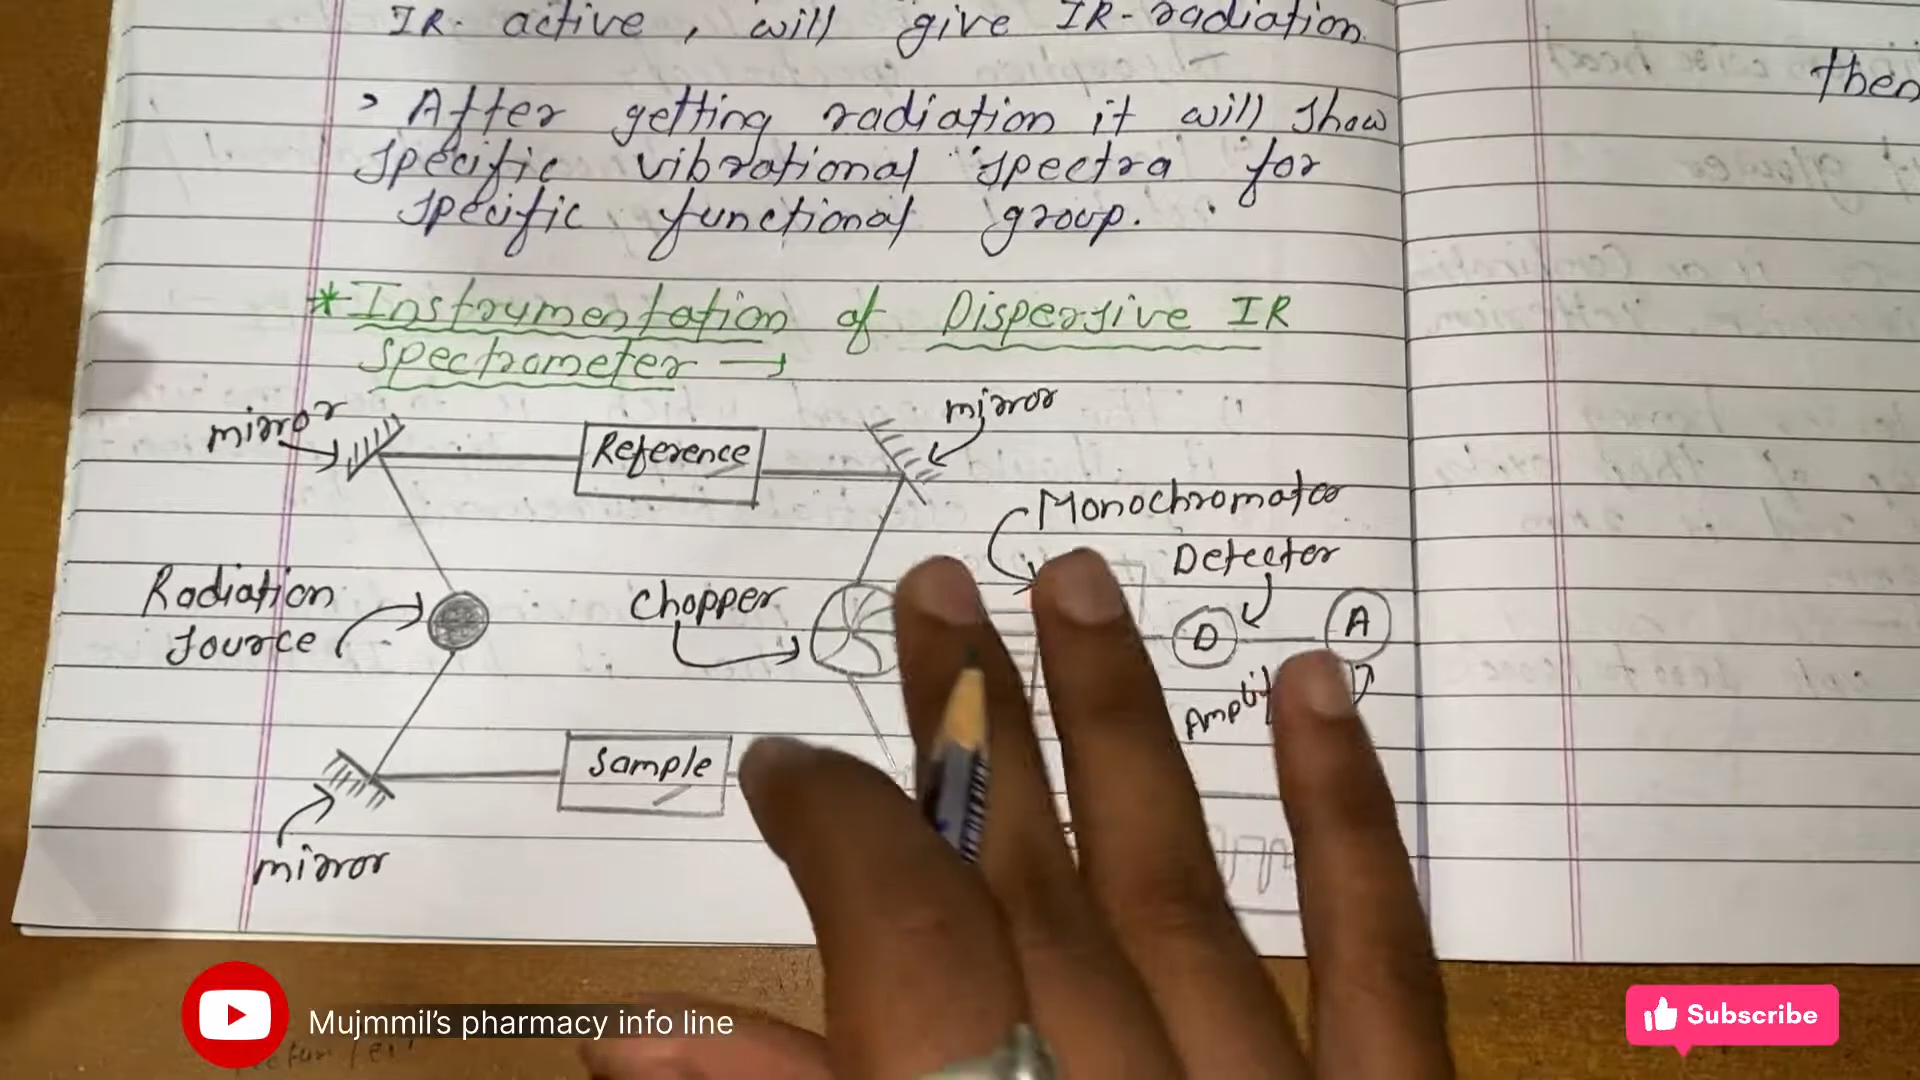 IR- active, will give IR-radiation.
then
> After getting radiation it will show
specific vibrational spectra for
specific functional group.
* Instrumentation of Dispersive IR
spectrometer →
mirror
mirror
Reference
Monochromator
Detector
Radiation
source
Chopper
D
A
Sample
mirror
Mujmmil's pharmacy info line
Subscribe